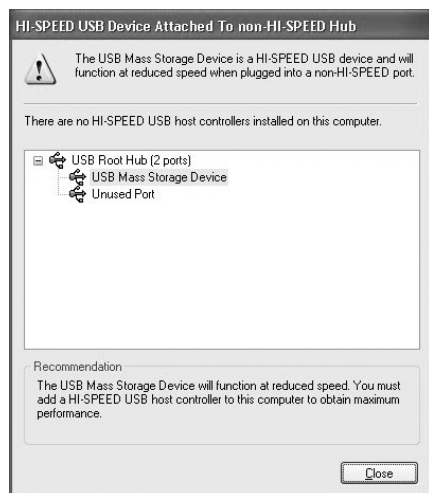 HI-SPEED USB Device Attached To non-HI-SPEED Hub
The USB Mass Storage Device is a HI-SPEED USB device and will
function at reduced speed when plugged into a non-HI-SPEED port.
There are no HI-SPEED USB host controllers installed on this computer.
USB Root Hub (2 ports)
USB Mass Storage Device
Unused Port
Recommendation
The USB Mass Storage Device will function at reduced speed. You must
add a HI-SPEED USB host controller to this computer to obtain maximum
performance.
Close